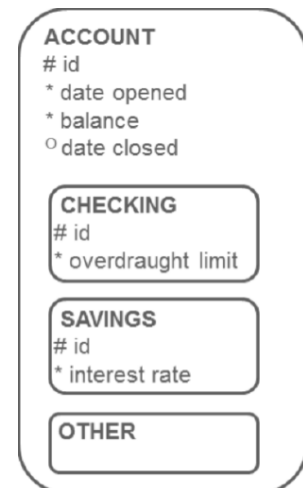 ACCOUNT
# id
* date opened
* balance
O date closed
CHECKING
# id
* overdraught limit
SAVINGS
# id
* interest rate
OTHER